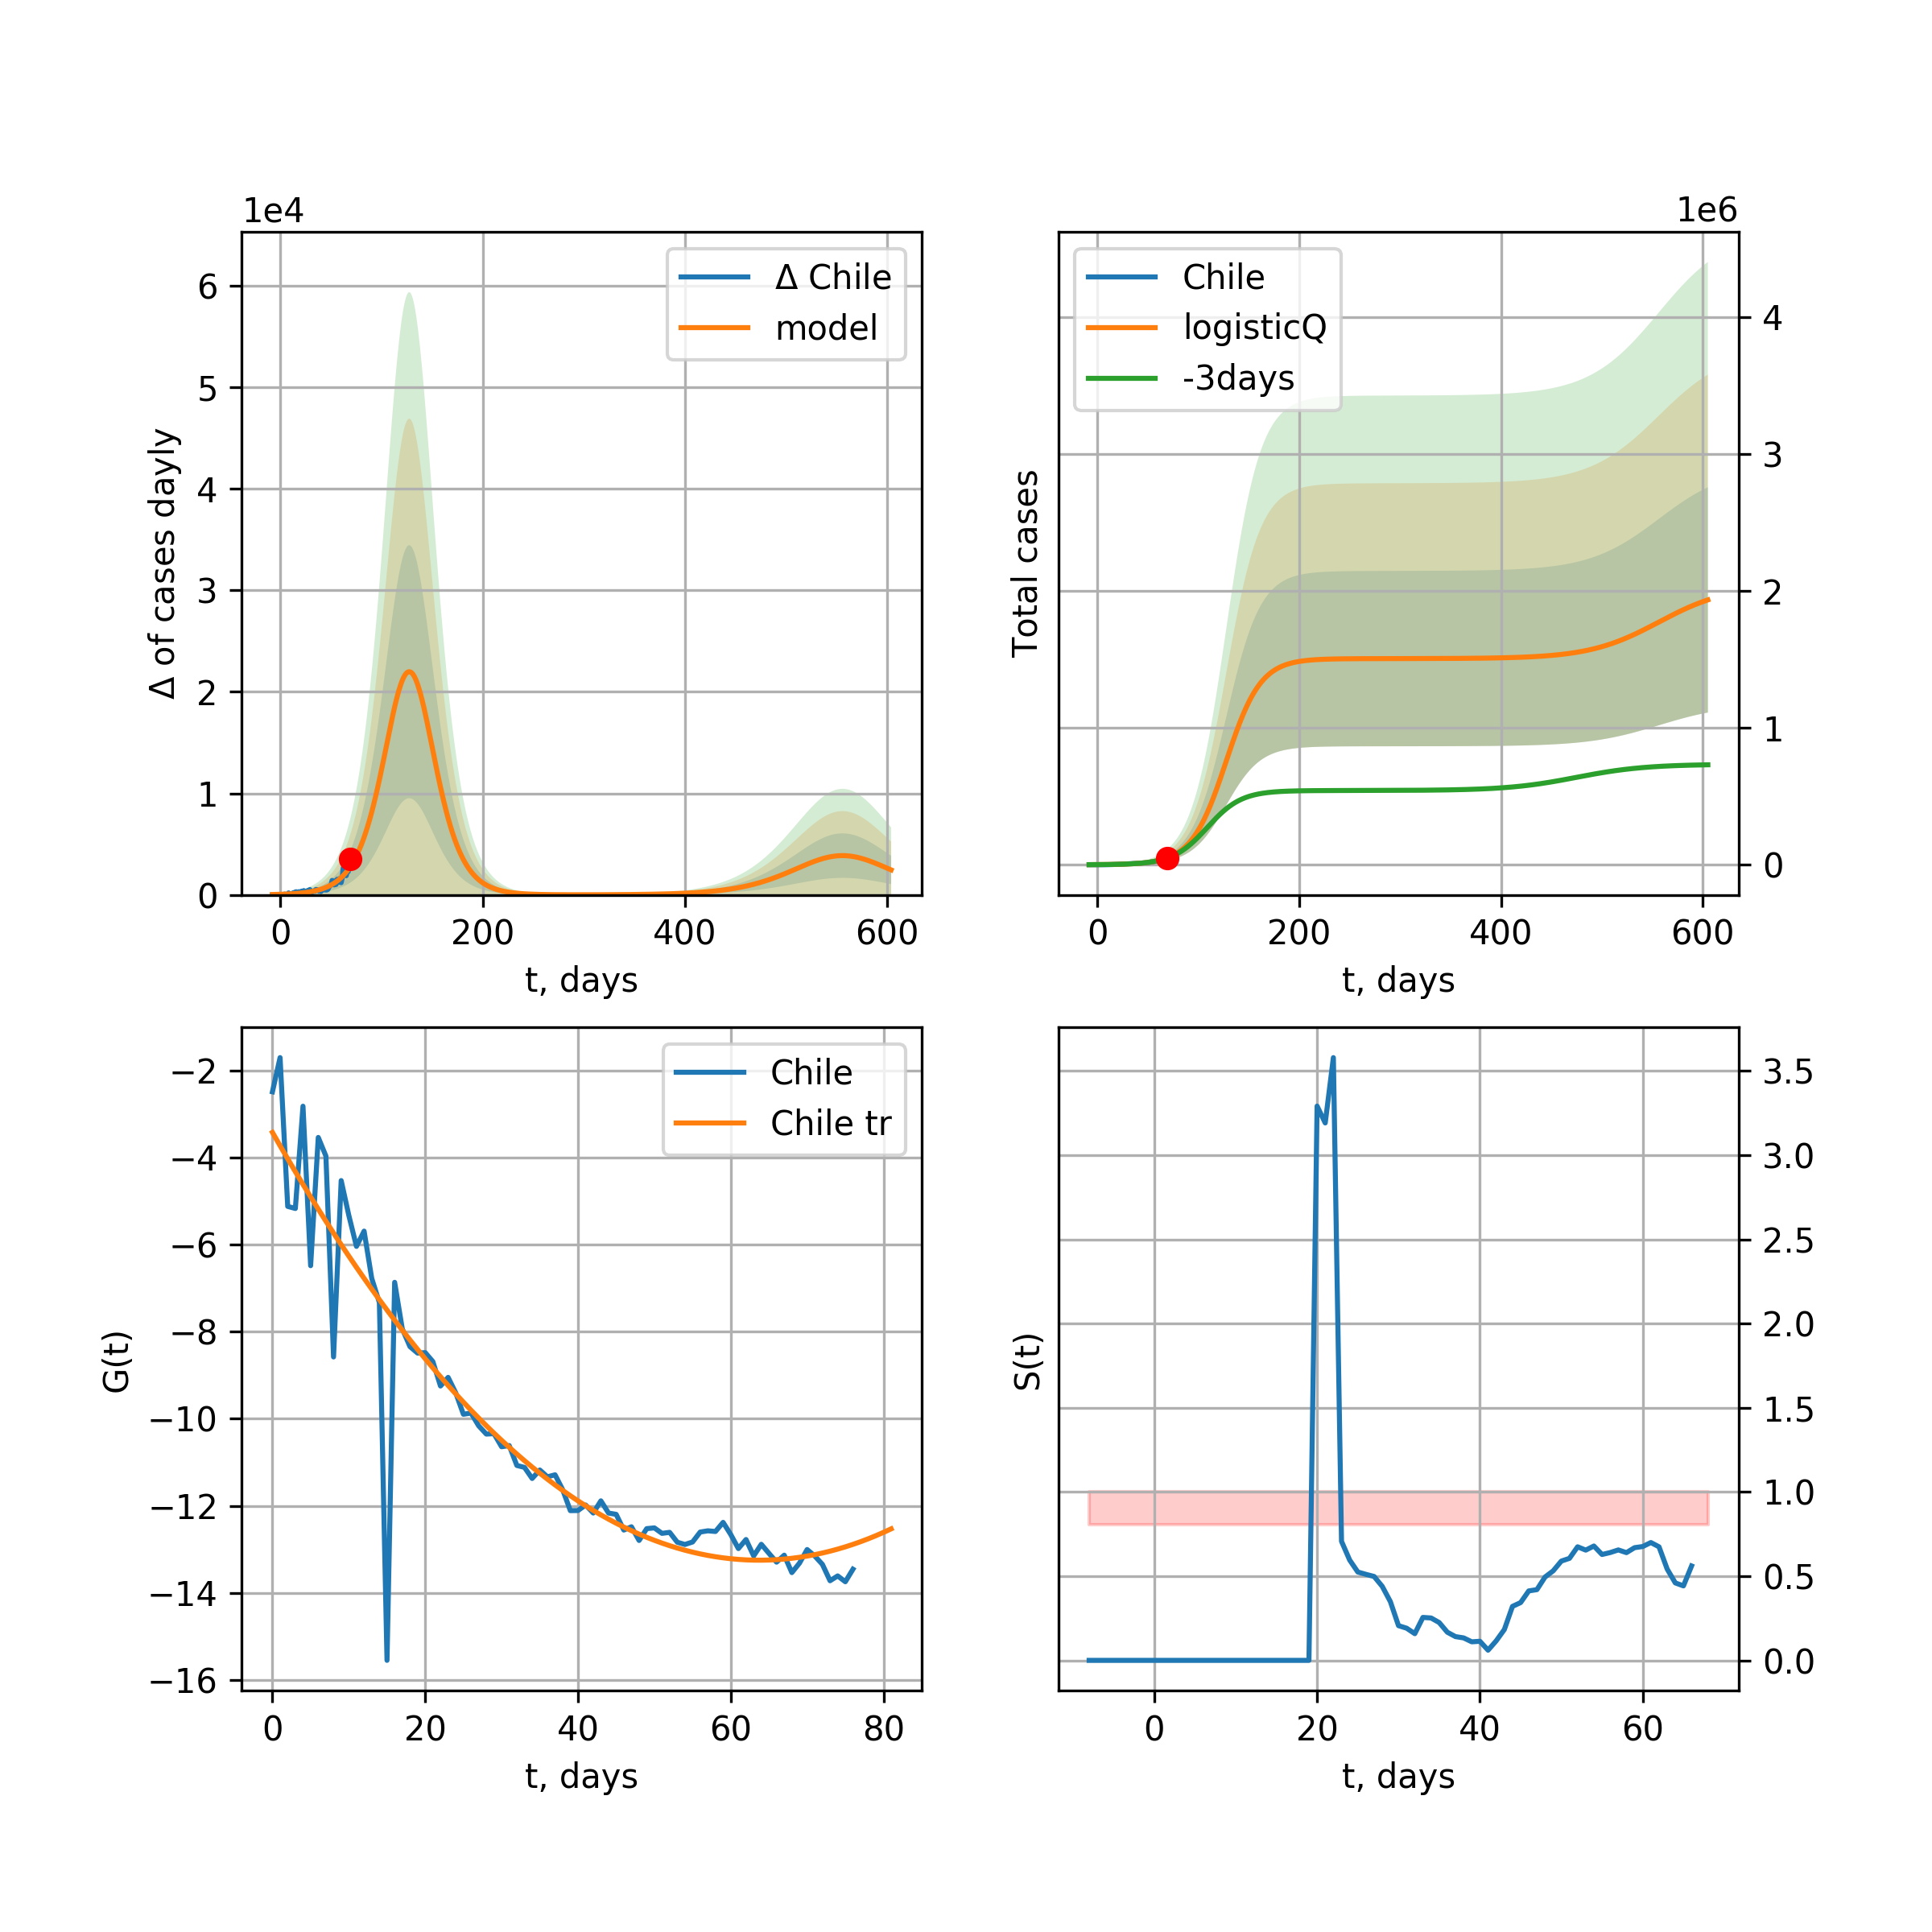 1e4
Δ of cases dayly
6
5
4
3
2
1
0
Δ Chile
model
0 200 400 600
t, days
1e6
Total cases
Chile
logisticQ
-3days
4
3
2
1
0
0 200 400 600
t, days
G(t)
−2
−4
−6
−8
−10
−12
−14
−16
Chile
Chile tr
0 20 40 60 80
t, days
S(t)
3.5
3.0
2.5
2.0
1.5
1.0
0.5
0.0
0 20 40 60
t, days